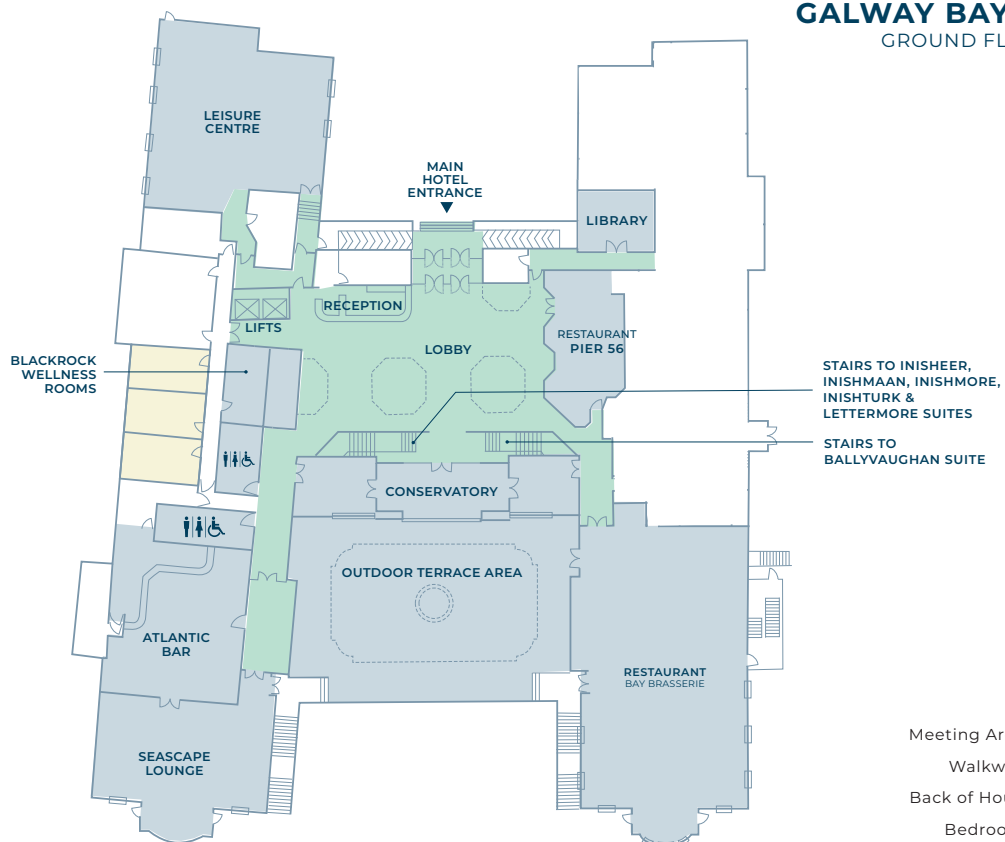 GALWAY BAY
GROUND FL
LEISURE
CENTRE
MAIN
HOTEL
ENTRANCE
LIBRARY
RECEPTION
LIFTS
LOBBY
RESTAURANT
PIER 56
BLACKROCK
WELLNESS
ROOMS
STAIRS TO INISHEER,
INISHMAAN, INISHMORE,
INISHTURK &
LETTERMORE SUITES
STAIRS TO
BALLYVAUGHAN SUITE
CONSERVATORY
OUTDOOR TERRACE AREA
ATLANTIC
BAR
RESTAURANT
BAY BRASSERIE
SEASCAPE
LOUNGE
Meeting Ar
Walkw
Back of Hou
Bedroo